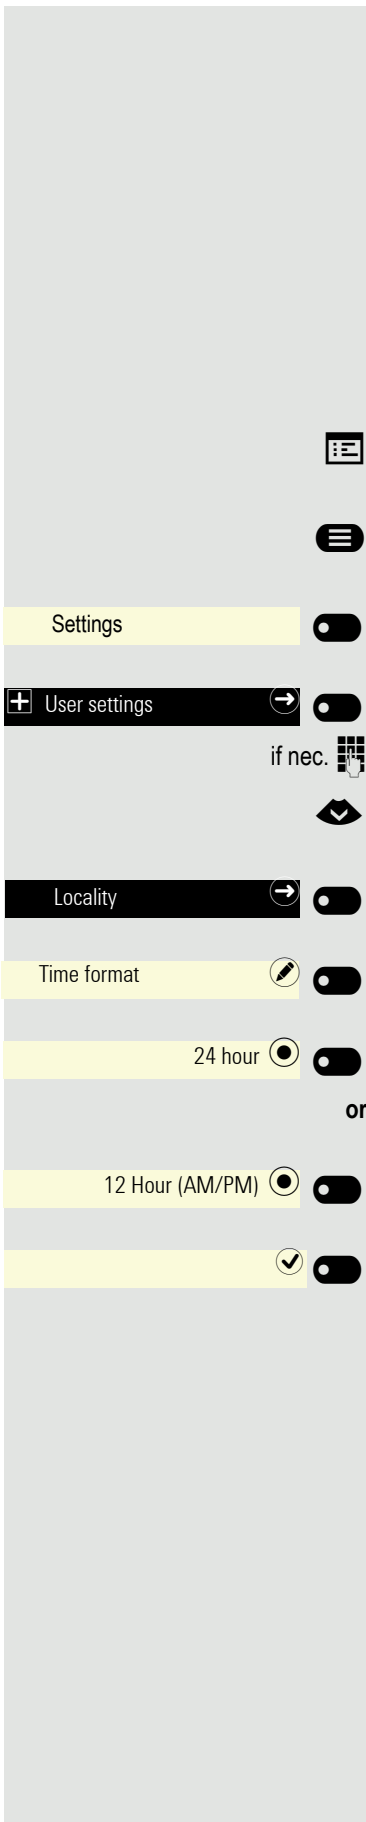 Settings
User settings
if nec.
Locality
Time format
24 hour
or
12 Hour (AM/PM)